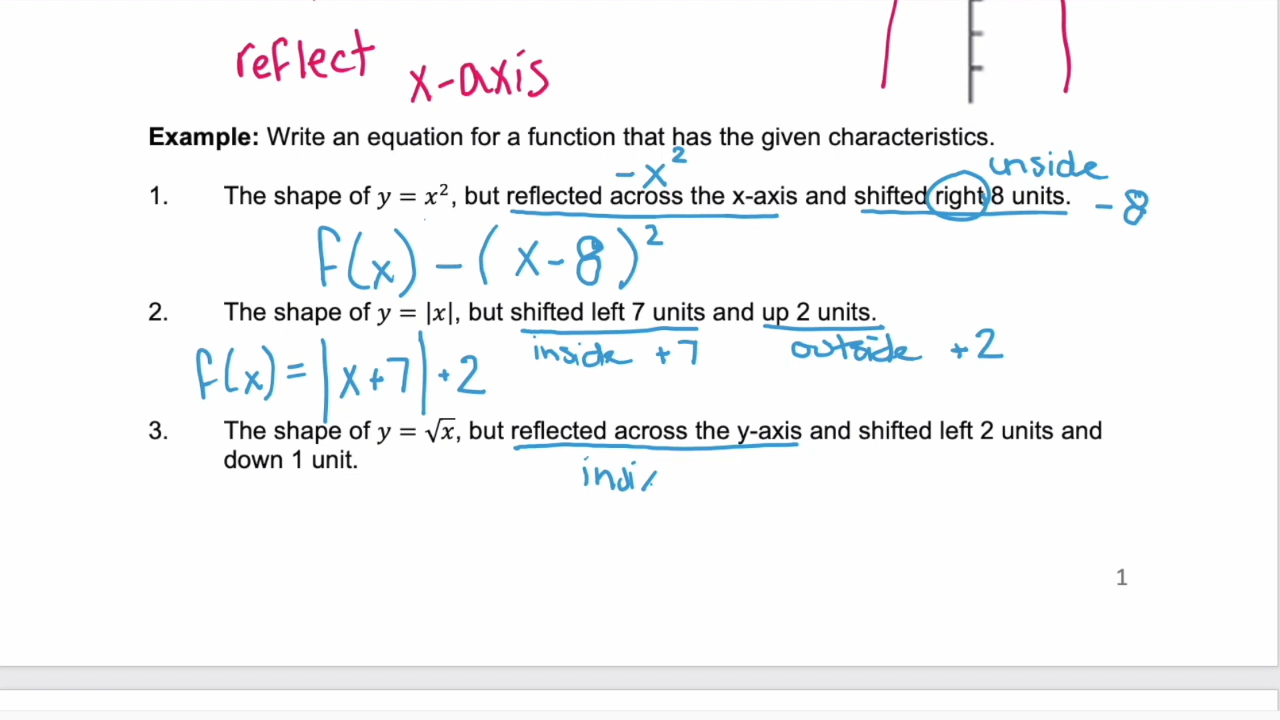 reflect x-axis
Example: Write an equation for a function that has the given characteristics.
-x² inside
1. The shape of y = x², but reflected across the x-axis and shifted right 8 units. -8
f(x) -(x-8)²
2. The shape of y = |x|, but shifted left 7 units and up 2 units.
inside +7 outside +2
f(x) = |x+7|+2
3. The shape of y = √x, but reflected across the y-axis and shifted left 2 units and
down 1 unit.
1